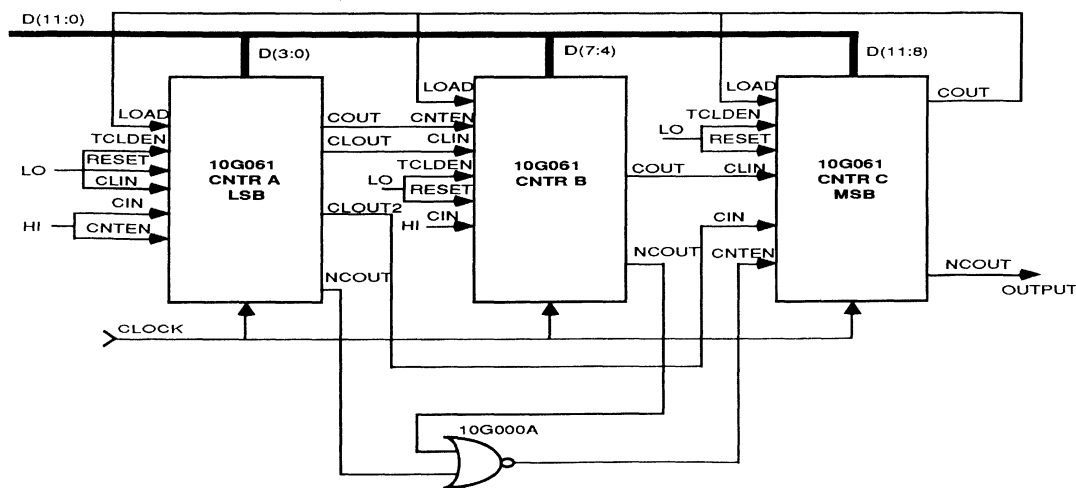 D(11:0)
D(3:0)
D(7:4)
D(11:8)
LOAD
TCLDEN
RESET
CLIN
LO
CIN
HI
CNTEN
10G061
CNTR A
LSB
COUT
CLOUT
CLOUT2
NCOUT
LOAD
CNTEN
CLIN
TCLDEN
LO
RESET
CIN
HI
10G061
CNTR B
COUT
NCOUT
LOAD
TCLDEN
LO
RESET
CLIN
CIN
CNTEN
10G061
CNTR C
MSB
COUT
NCOUT
OUTPUT
CLOCK
10G000A